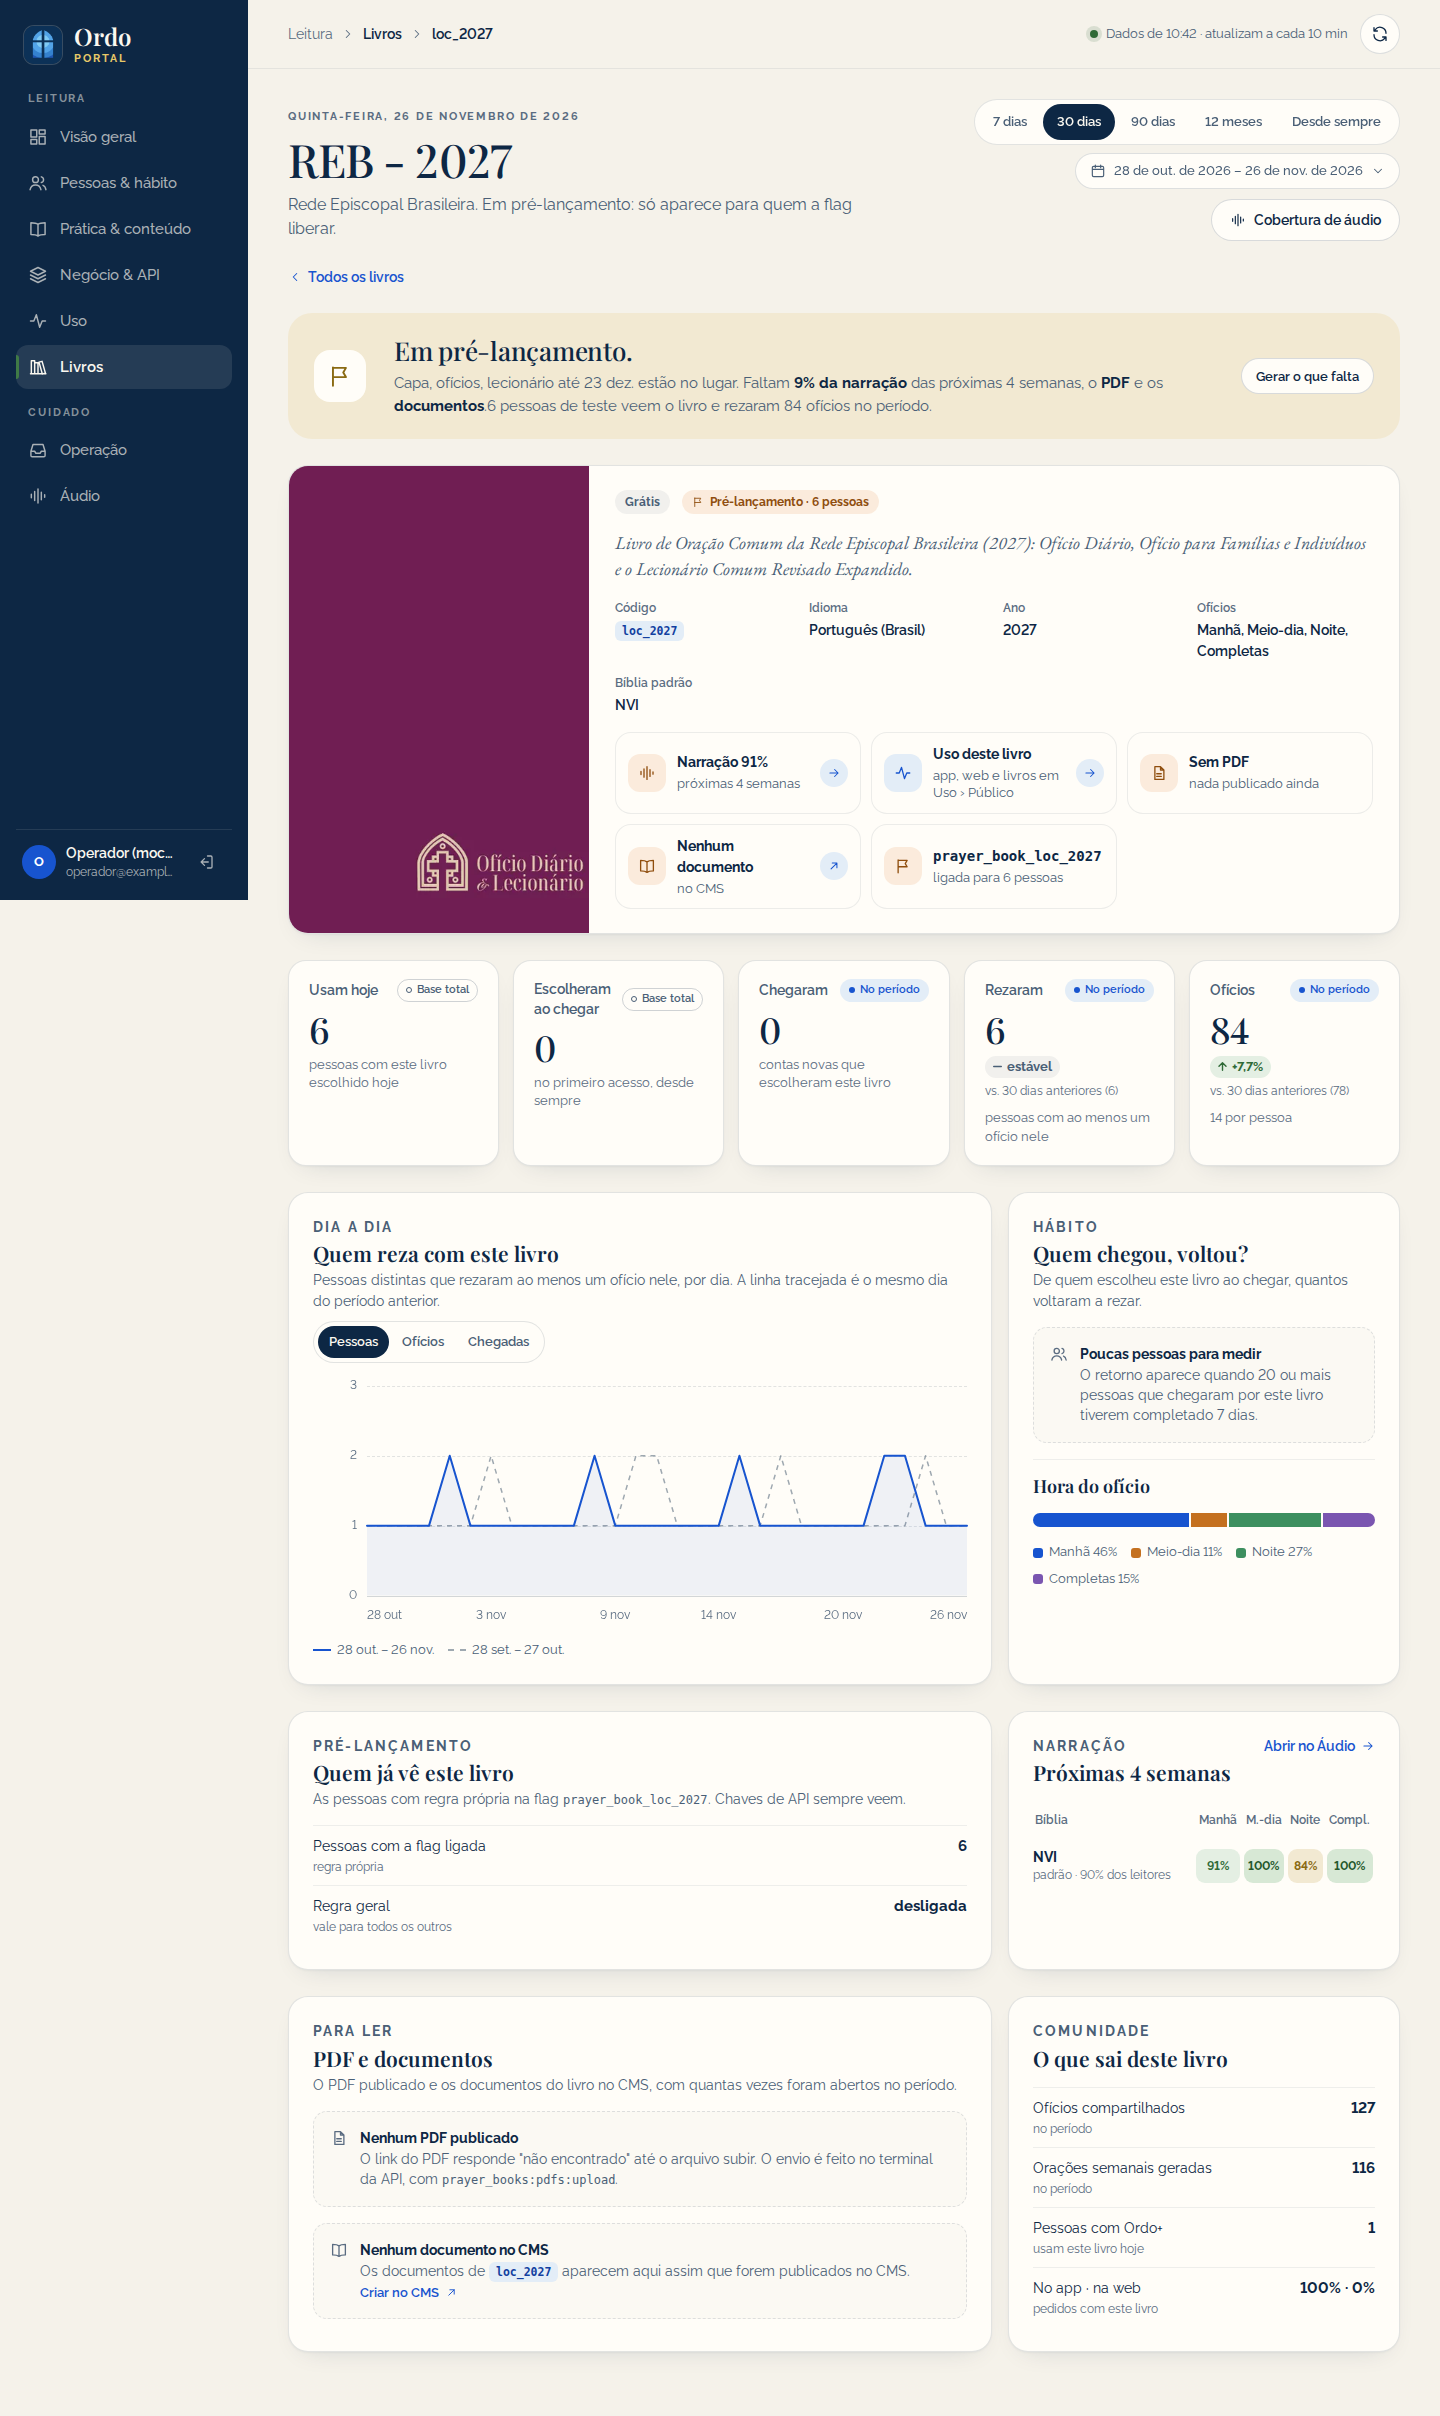 Ordo
PORTAL
LEITURA
Visão geral
Pessoas & hábito
Prática & conteúdo
Negócio & API
Uso
Livros
CUIDADO
Operação
Áudio
O
Operador (moc…
operador@exampl…
Leitura > Livros > loc_2027
Dados de 10:42 · atualizam a cada 10 min
QUINTA-FEIRA, 26 DE NOVEMBRO DE 2026
REB – 2027
Rede Episcopal Brasileira. Em pré-lançamento: só aparece para quem a flag
liberar.
7 dias 30 dias 90 dias 12 meses Desde sempre
28 de out. de 2026 – 26 de nov. de 2026
Cobertura de áudio
Todos os livros
Em pré-lançamento.
Capa, ofícios, lecionário até 23 dez. estão no lugar. Faltam 9% da narração das próximas 4 semanas, o PDF e os
documentos.6 pessoas de teste veem o livro e rezaram 84 ofícios no período.
Gerar o que falta
Ofício Diário
& Lecionário
Grátis
Pré-lançamento · 6 pessoas
Livro de Oração Comum da Rede Episcopal Brasileira (2027): Ofício Diário, Ofício para Famílias e Indivíduos
e o Lecionário Comum Revisado Expandido.
Código
loc_2027
Idioma
Português (Brasil)
Ano
2027
Ofícios
Manhã, Meio-dia, Noite,
Completas
Bíblia padrão
NVI
Narração 91%
próximas 4 semanas
Uso deste livro
app, web e livros em
Uso › Público
Sem PDF
nada publicado ainda
Nenhum
documento
no CMS
prayer_book_loc_2027
ligada para 6 pessoas
Usam hoje
Base total
6
pessoas com este livro
escolhido hoje
Escolheram
ao chegar
Base total
0
no primeiro acesso, desde
sempre
Chegaram
No período
0
contas novas que
escolheram este livro
Rezaram
No período
6
— estável
vs. 30 dias anteriores (6)
pessoas com ao menos um
ofício nele
Ofícios
No período
84
↑ +7,7%
vs. 30 dias anteriores (78)
14 por pessoa
DIA A DIA
Quem reza com este livro
Pessoas distintas que rezaram ao menos um ofício nele, por dia. A linha tracejada é o mesmo dia
do período anterior.
Pessoas Ofícios Chegadas
3
2
1
0
28 out 3 nov 9 nov 14 nov 20 nov 26 nov
28 out. – 26 nov. 28 set. – 27 out.
HÁBITO
Quem chegou, voltou?
De quem escolheu este livro ao chegar, quantos
voltaram a rezar.
Poucas pessoas para medir
O retorno aparece quando 20 ou mais
pessoas que chegaram por este livro
tiverem completado 7 dias.
Hora do ofício
Manhã 46% Meio-dia 11% Noite 27%
Completas 15%
PRÉ-LANÇAMENTO
Quem já vê este livro
As pessoas com regra própria na flag prayer_book_loc_2027. Chaves de API sempre veem.
Pessoas com a flag ligada 6
regra própria
Regra geral desligada
vale para todos os outros
NARRAÇÃO
Abrir no Áudio →
Próximas 4 semanas
Bíblia Manhã M.-dia Noite Compl.
NVI
padrão · 90% dos leitores
91% 100% 84% 100%
PARA LER
PDF e documentos
O PDF publicado e os documentos do livro no CMS, com quantas vezes foram abertos no período.
Nenhum PDF publicado
O link do PDF responde "não encontrado" até o arquivo subir. O envio é feito no terminal
da API, com prayer_books:pdfs:upload.
Nenhum documento no CMS
Os documentos de loc_2027 aparecem aqui assim que forem publicados no CMS.
Criar no CMS ↗
COMUNIDADE
O que sai deste livro
Ofícios compartilhados 127
no período
Orações semanais geradas 116
no período
Pessoas com Ordo+ 1
usam este livro hoje
No app · na web 100% · 0%
pedidos com este livro